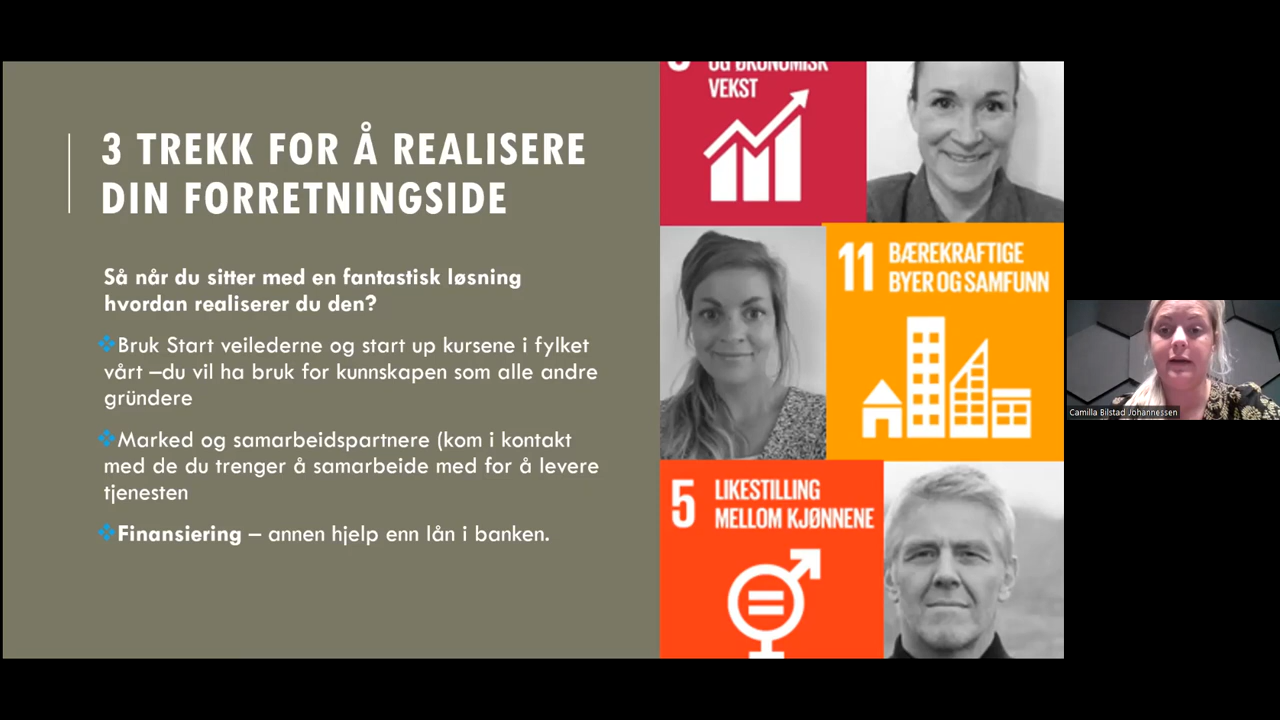 3 TREKK FOR Å REALISERE
DIN FORRETNINGSIDE
Så når du sitter med en fantastisk løsning
hvordan realiserer du den?
Bruk Start veilederne og start up kursene i fylket
vårt –du vil ha bruk for kunnskapen som alle andre
gründere
Marked og samarbeidspartnere (kom i kontakt
med de du trenger å samarbeide med for å levere
tjenesten
Finansiering – annen hjelp enn lån i banken.
OG ØKONOMISK
VEKST
11 BÆREKRAFTIGE
BYER OG SAMFUNN
5 LIKESTILLING
MELLOM KJØNNENE
Camilla Bilstad Johannessen